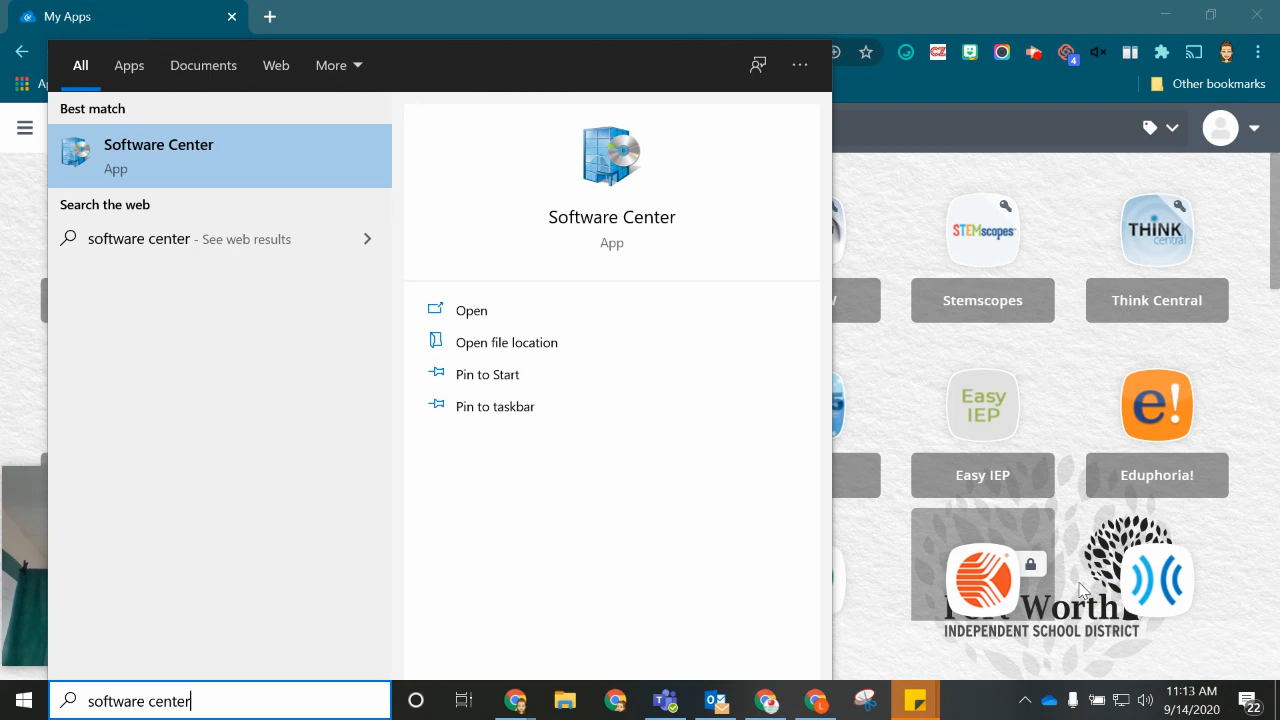 My Apps
All
Apps
Documents
Web
More
Best match
Software Center
App
Search the web
software center - See web results
Software Center
App
Open
Open file location
Pin to Start
Pin to taskbar
CZ
4
Other bookmarks
STEMscopes
THINK
central
Stemscopes
Think Central
Easy
IEP
e!
Easy IEP
Eduphoria!
Worth
INDEPENDENT SCHOOL DISTRICT
software center
11:13 AM
9/14/2020
22